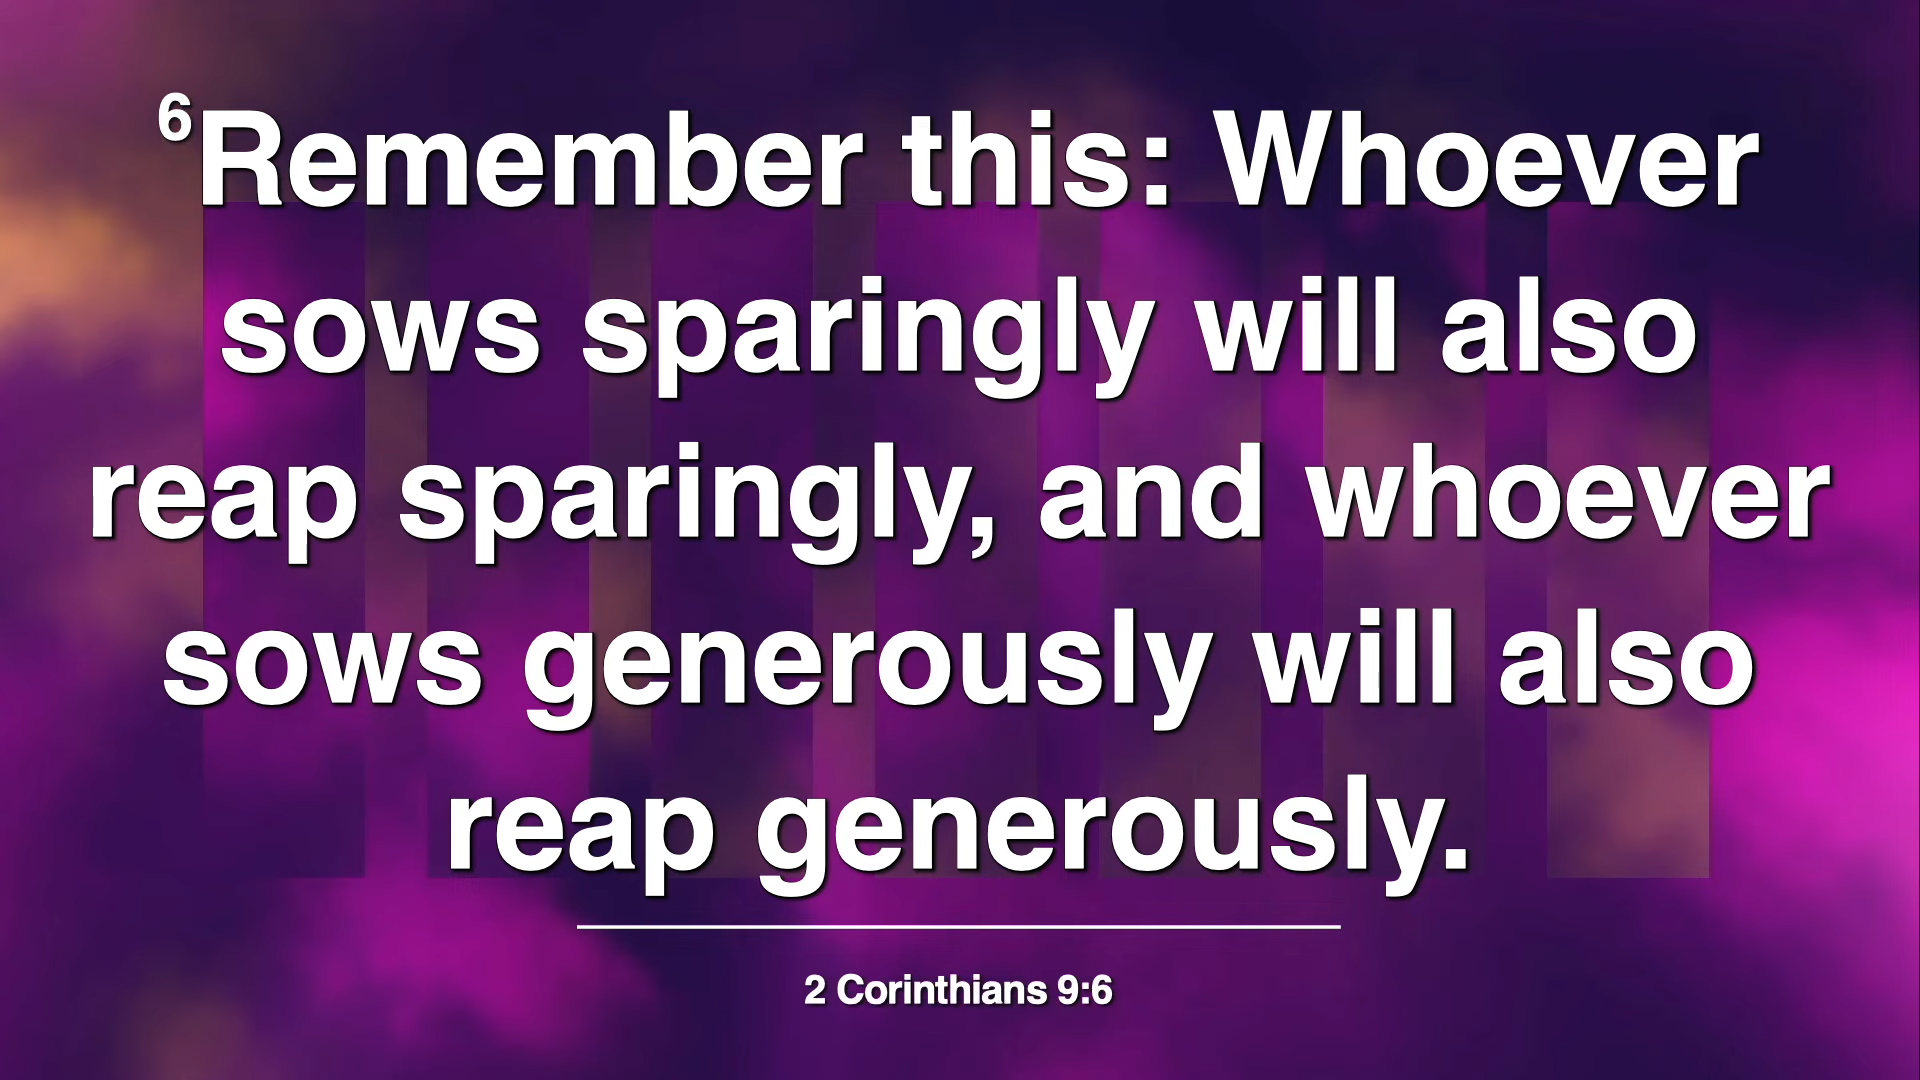 6Remember this: Whoever
sows sparingly will also
reap sparingly, and whoever
sows generously will also
reap generously.
2 Corinthians 9:6